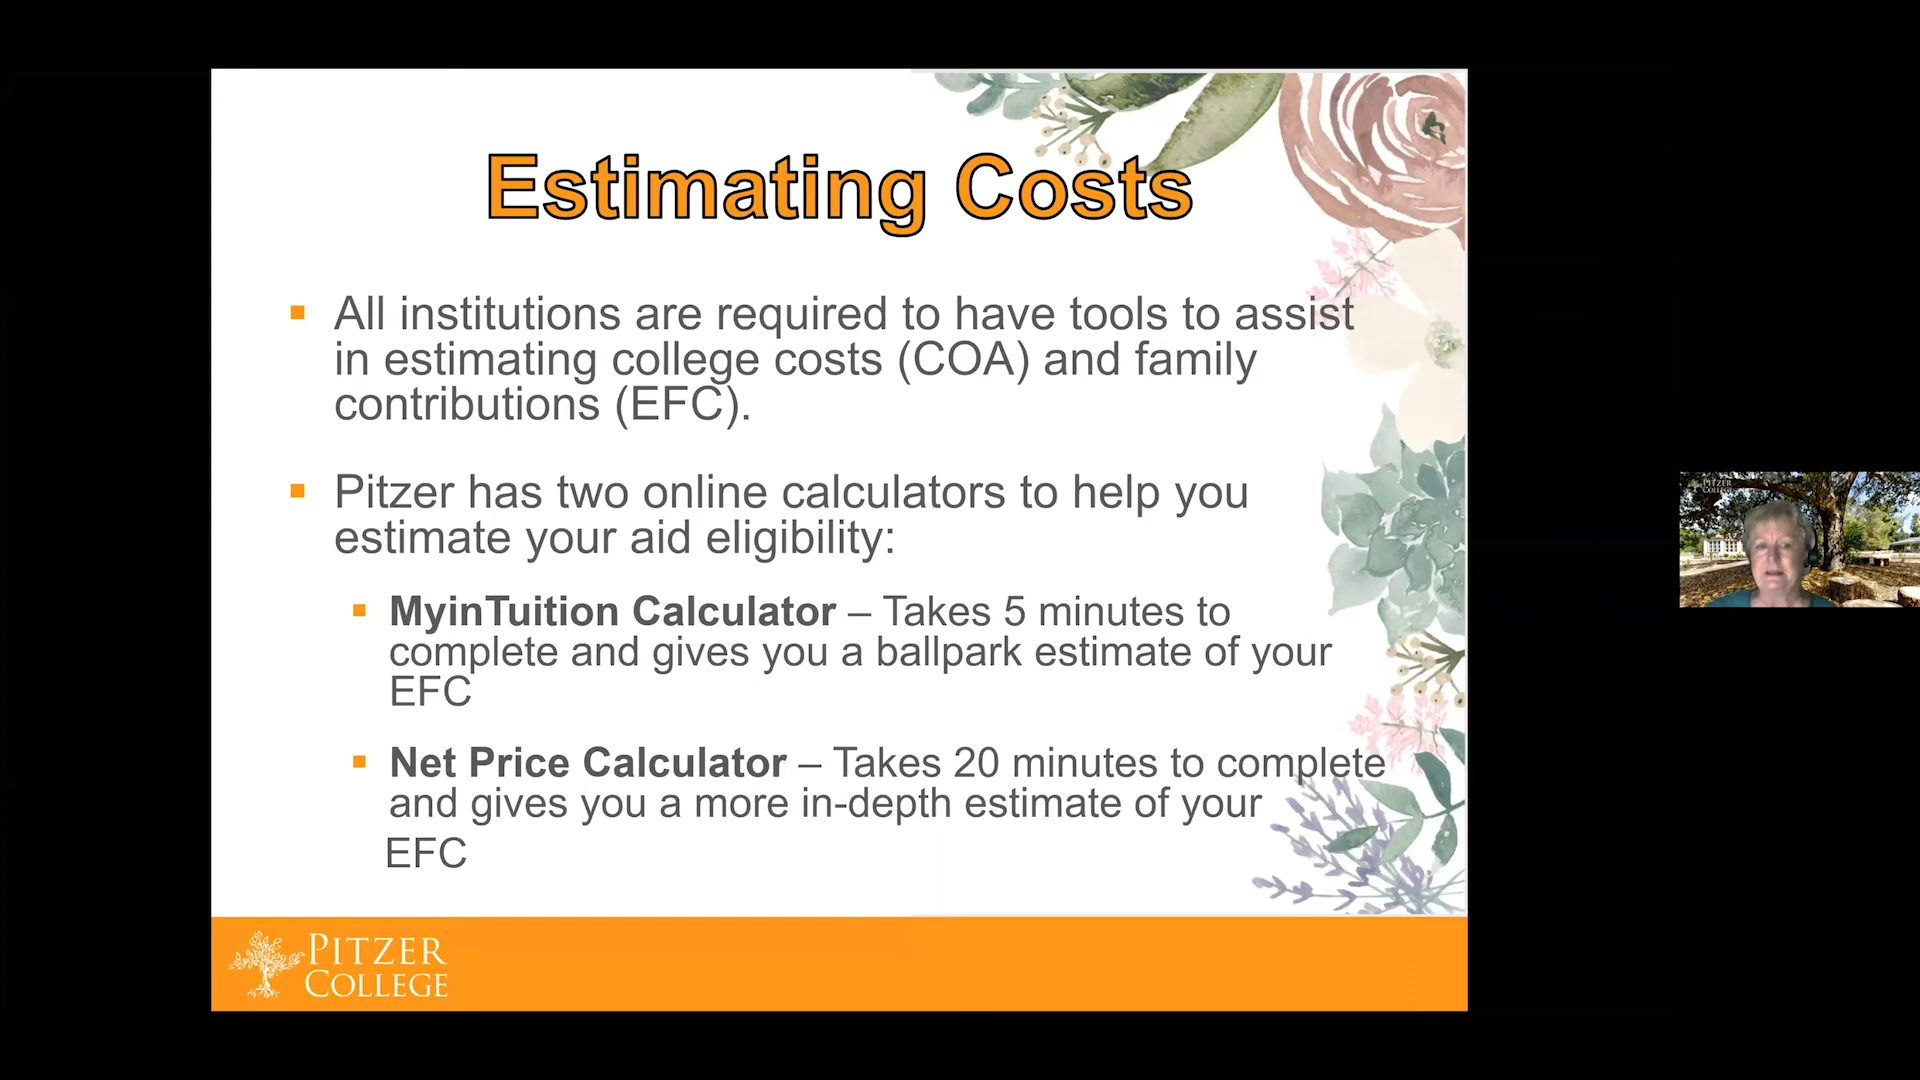 Estimating Costs
All institutions are required to have tools to assist
in estimating college costs (COA) and family
contributions (EFC).
Pitzer has two online calculators to help you
estimate your aid eligibility:
MyinTuition Calculator – Takes 5 minutes to
complete and gives you a ballpark estimate of your
EFC
Net Price Calculator – Takes 20 minutes to complete
and gives you a more in-depth estimate of your
EFC
PITZER
COLLEGE
PITZER
COLLEGE